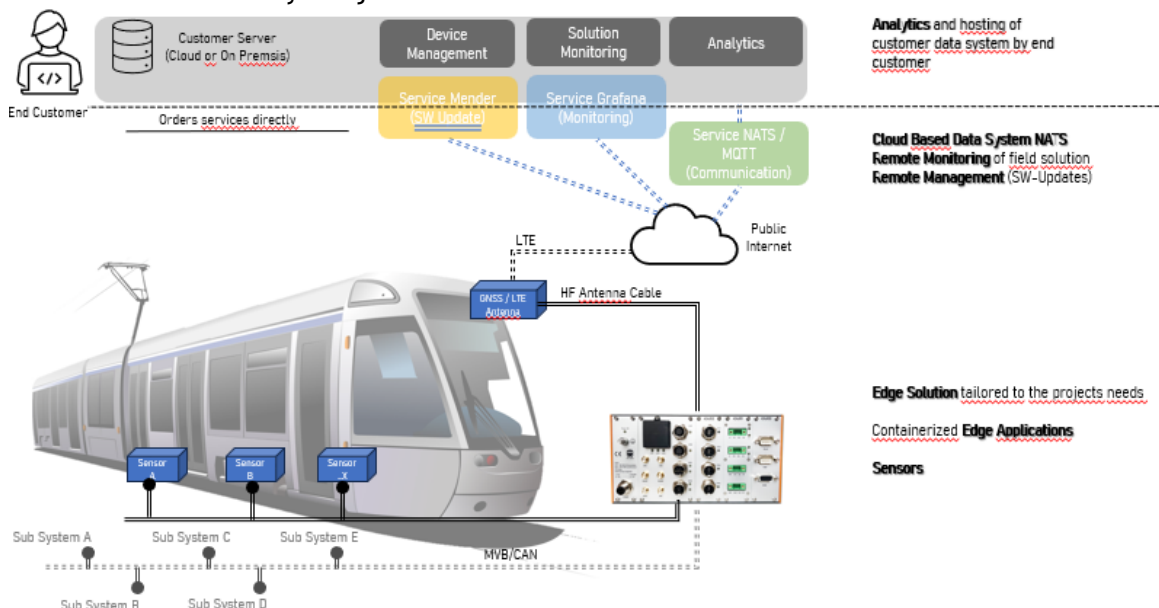 Customer Server
(Cloud or On Premsis)
Device
Management
Solution
Monitoring
Analytics
Analytics and hosting of
customer data system by end
customer
</>
End Customer
Orders services directly
Service Mender
(SW Update)
Service Grafana
(Monitoring)
Service NATS /
MQTT
(Communication)
Cloud Based Data System NATS
Remote Monitoring of field solution
Remote Management (SW-Updates)
Public
Internet
LTE
GNSS / LTE
Antenna
HF Antenna Cable
Edge Solution tailored to the projects needs
Containerized Edge Applications
Sensors
Sensor
A
Sensor
B
Sensor
..X
Sub System A
Sub System C
Sub System E
MVB/CAN
Sub System B
Sub System D